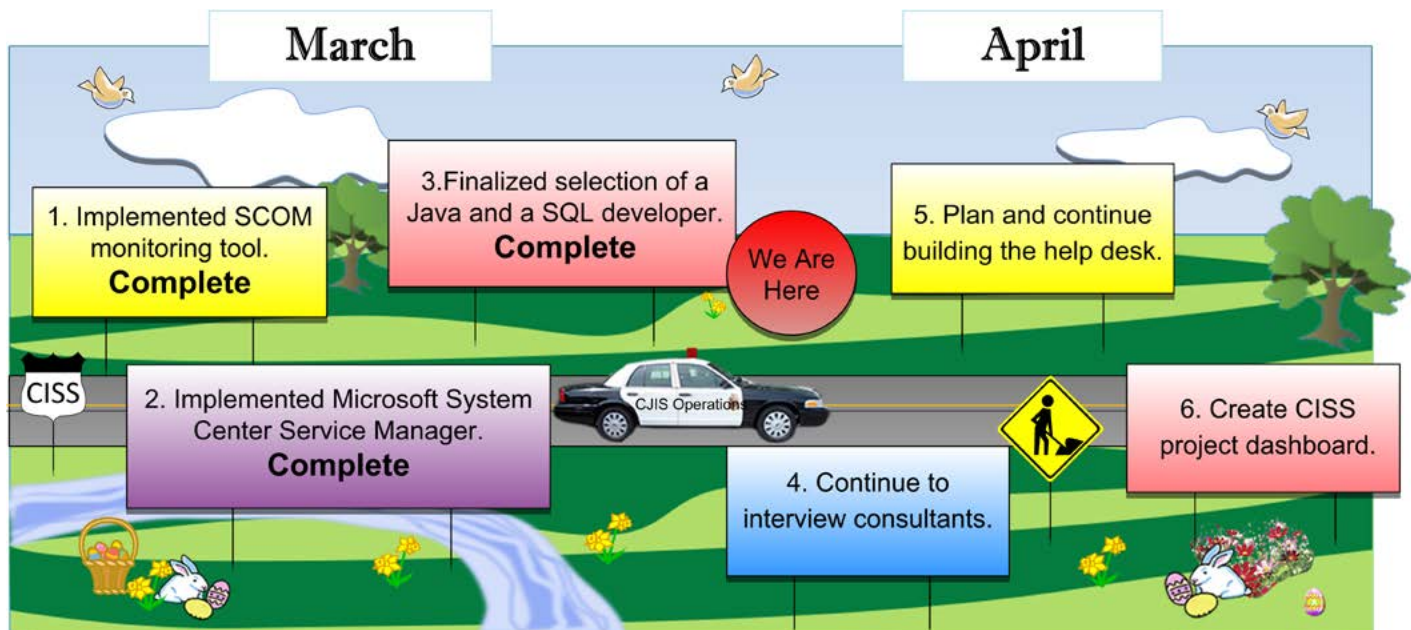 March
April
1. Implemented SCOM
monitoring tool.
Complete
3.Finalized selection of a
Java and a SQL developer.
Complete
We Are
Here
5. Plan and continue
building the help desk.
CISS
2. Implemented Microsoft System
Center Service Manager.
Complete
CJIS Operations
4. Continue to
interview consultants.
6. Create CISS
project dashboard.